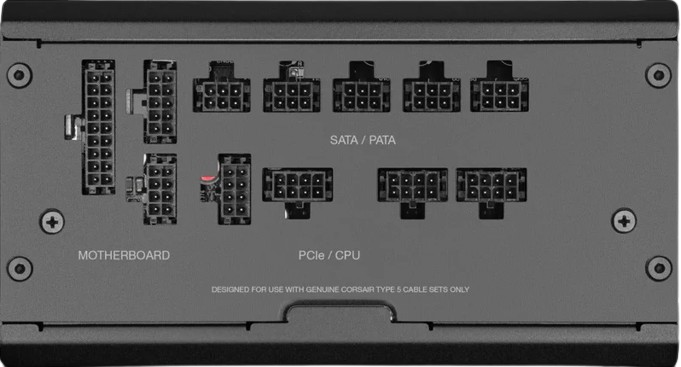 SATA / PATA
MOTHERBOARD
PCIe / CPU
DESIGNED FOR USE WITH GENUINE CORSAIR TYPE 5 CABLE SETS ONLY